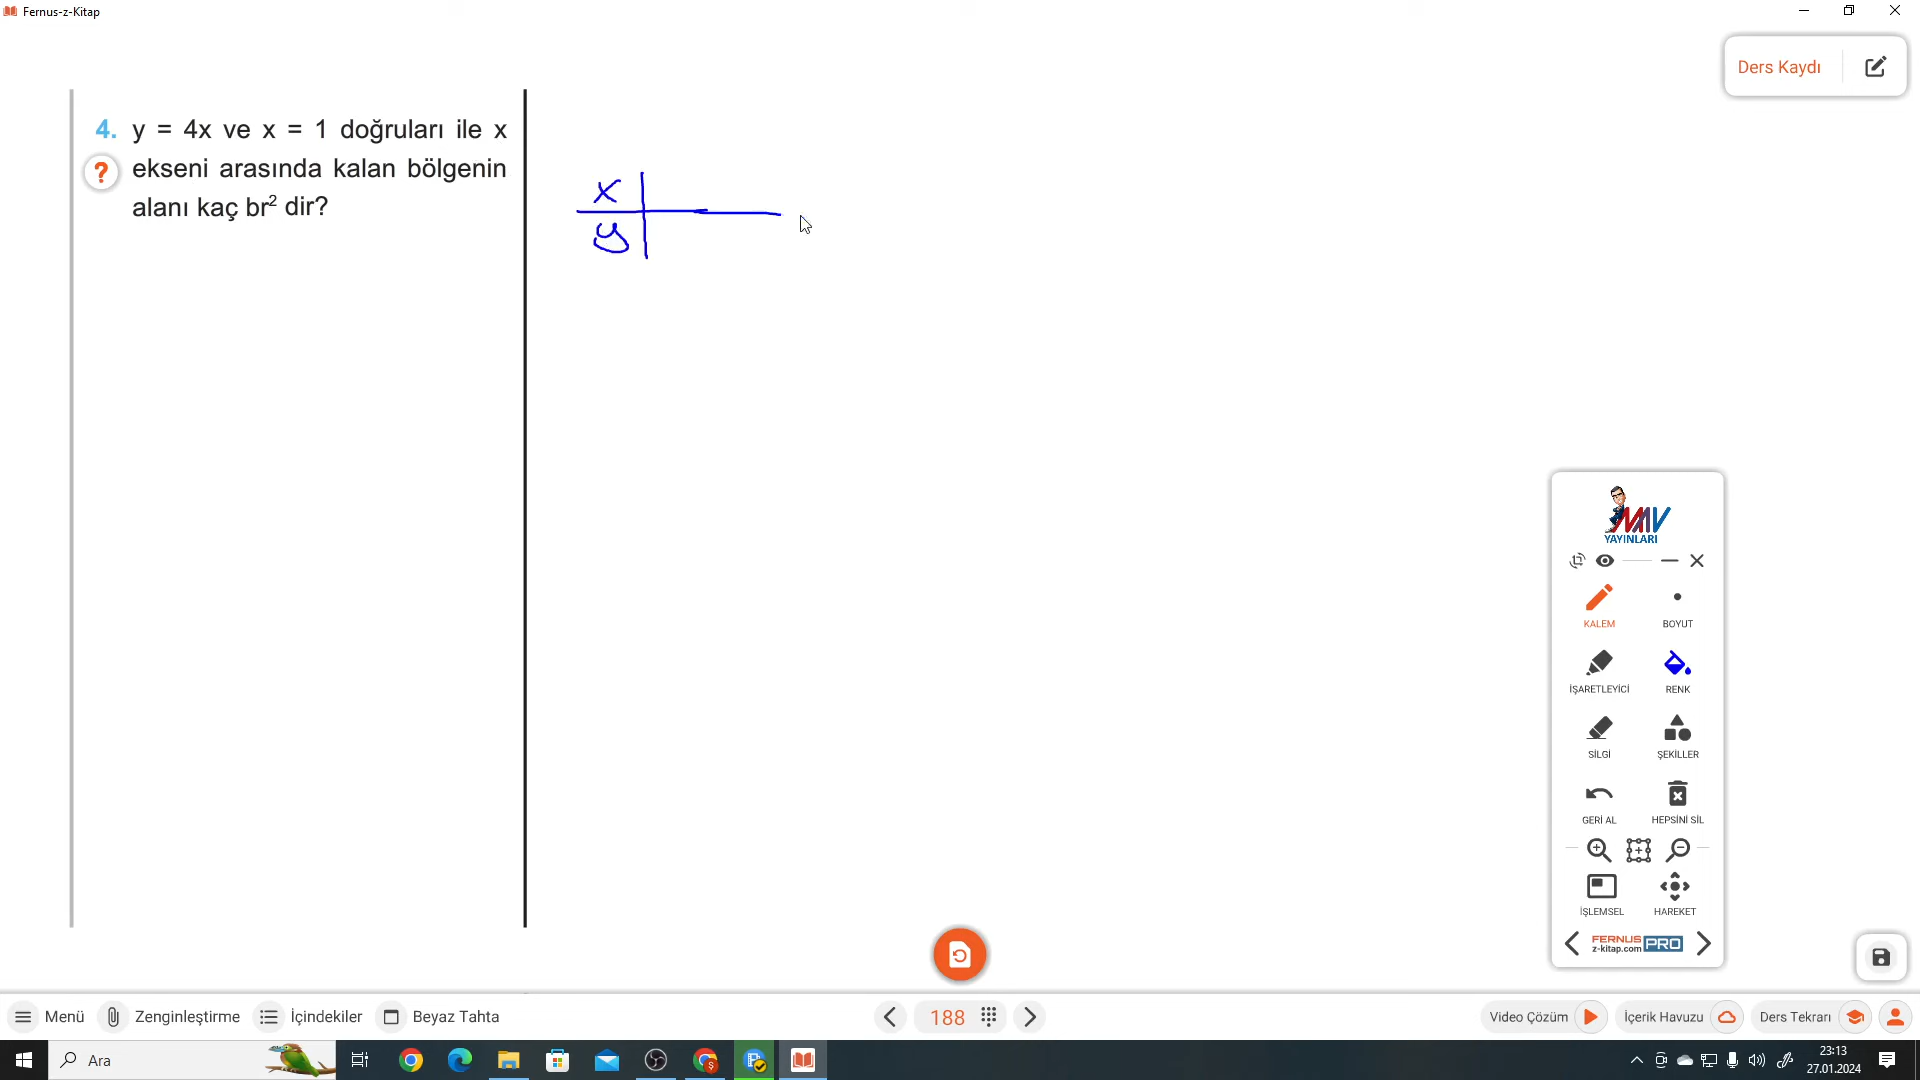 Fernus-z-Kitap
Ders Kaydı
4. y = 4x ve x = 1 doğruları ile x
? ekseni arasında kalan bölgenin
alanı kaç br² dir?
x
y
MAV
YAYINLARI
KALEM
BOYUT
İŞARETLEYİCİ
RENK
SİLGİ
ŞEKİLLER
GERİ AL
HEPSİNİ SİL
İŞLEMSEL
HAREKET
FERNUS
z-kitap.com PRO
Menü
Zenginleştirme
İçindekiler
Beyaz Tahta
188
Video Çözüm
İçerik Havuzu
Ders Tekrarı
Ara
23:13
27.01.2024